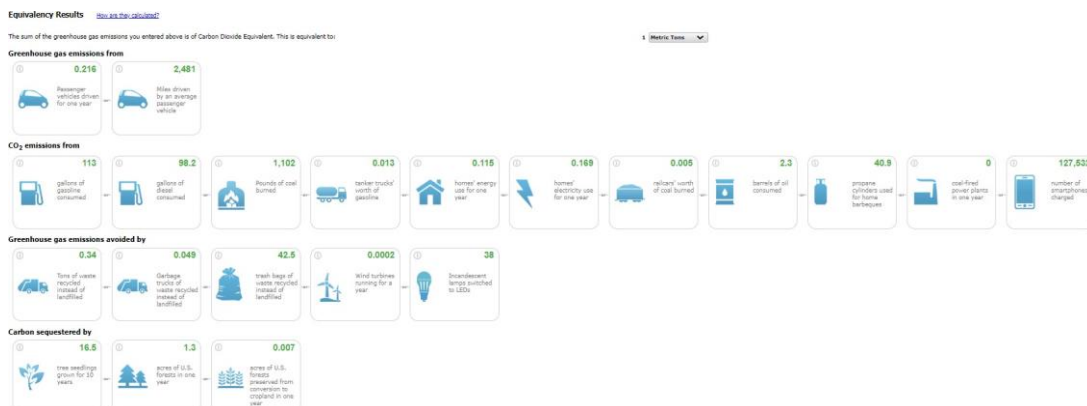 Equivalency Results How are they calculated?
The sum of the greenhouse gas emissions you entered above is of Carbon Dioxide Equivalent. This is equivalent to:
1 Metric Tons
Greenhouse gas emissions from
0.216
Passenger
vehicles driven
for one year
2,481
Miles driven
by an average
passenger
vehicle
CO2 emissions from
113
gallons of
gasoline
consumed
98.2
gallons of
diesel
consumed
1,102
Pounds of coal
burned
0.013
tanker trucks'
worth of
gasoline
0.115
homes' energy
use for one
year
0.169
homes'
electricity use
for one year
0.005
railcars' worth
of coal burned
2.3
barrels of oil
consumed
40.9
propane
cylinders used
for home
barbeques
0
coal-fired
power plants
in one year
127,533
number of
smartphones
charged
Greenhouse gas emissions avoided by
0.34
Tons of waste
recycled
instead of
landfilled
0.049
Garbage
trucks of
waste recycled
instead of
landfilled
42.5
trash bags of
waste recycled
instead of
landfilled
0.0002
Wind turbines
running for a
year
38
Incandescent
lamps switched
to LEDs
Carbon sequestered by
16.5
tree seedlings
grown for 10
years
1.3
acres of U.S.
forests in one
year
0.007
acres of U.S.
forests
preserved from
conversion to
cropland in one
year